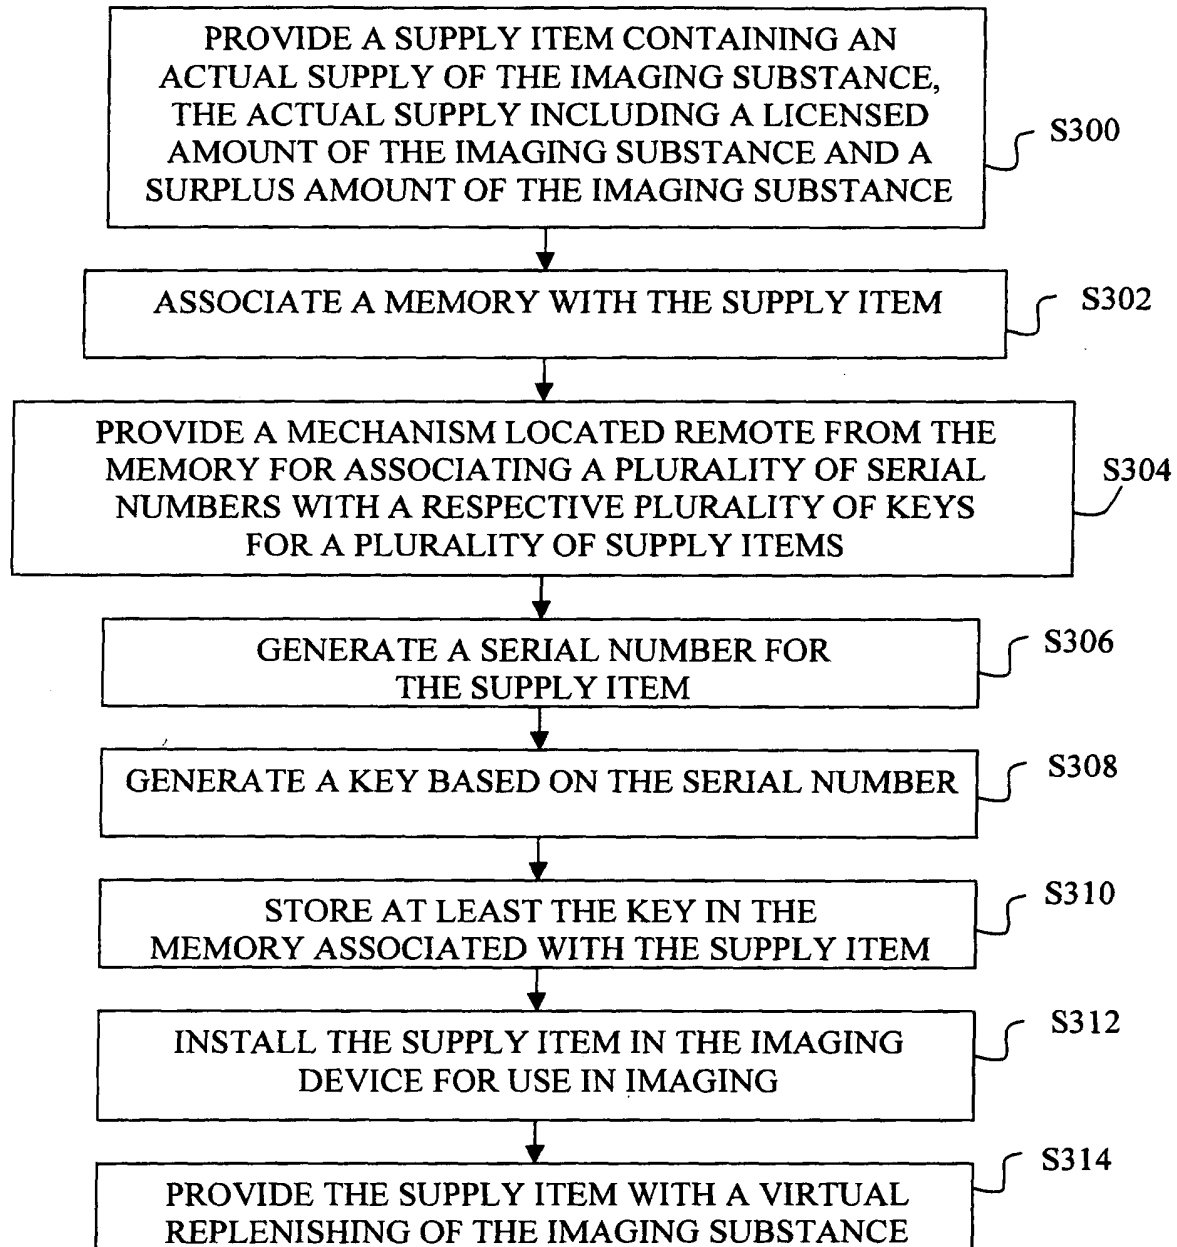 PROVIDE A SUPPLY ITEM CONTAINING AN
ACTUAL SUPPLY OF THE IMAGING SUBSTANCE,
THE ACTUAL SUPPLY INCLUDING A LICENSED
AMOUNT OF THE IMAGING SUBSTANCE AND A
SURPLUS AMOUNT OF THE IMAGING SUBSTANCE
S300
ASSOCIATE A MEMORY WITH THE SUPPLY ITEM
S302
PROVIDE A MECHANISM LOCATED REMOTE FROM THE
MEMORY FOR ASSOCIATING A PLURALITY OF SERIAL
NUMBERS WITH A RESPECTIVE PLURALITY OF KEYS
FOR A PLURALITY OF SUPPLY ITEMS
S304
GENERATE A SERIAL NUMBER FOR
THE SUPPLY ITEM
S306
GENERATE A KEY BASED ON THE SERIAL NUMBER
S308
STORE AT LEAST THE KEY IN THE
MEMORY ASSOCIATED WITH THE SUPPLY ITEM
S310
INSTALL THE SUPPLY ITEM IN THE IMAGING
DEVICE FOR USE IN IMAGING
S312
PROVIDE THE SUPPLY ITEM WITH A VIRTUAL
REPLENISHING OF THE IMAGING SUBSTANCE
S314